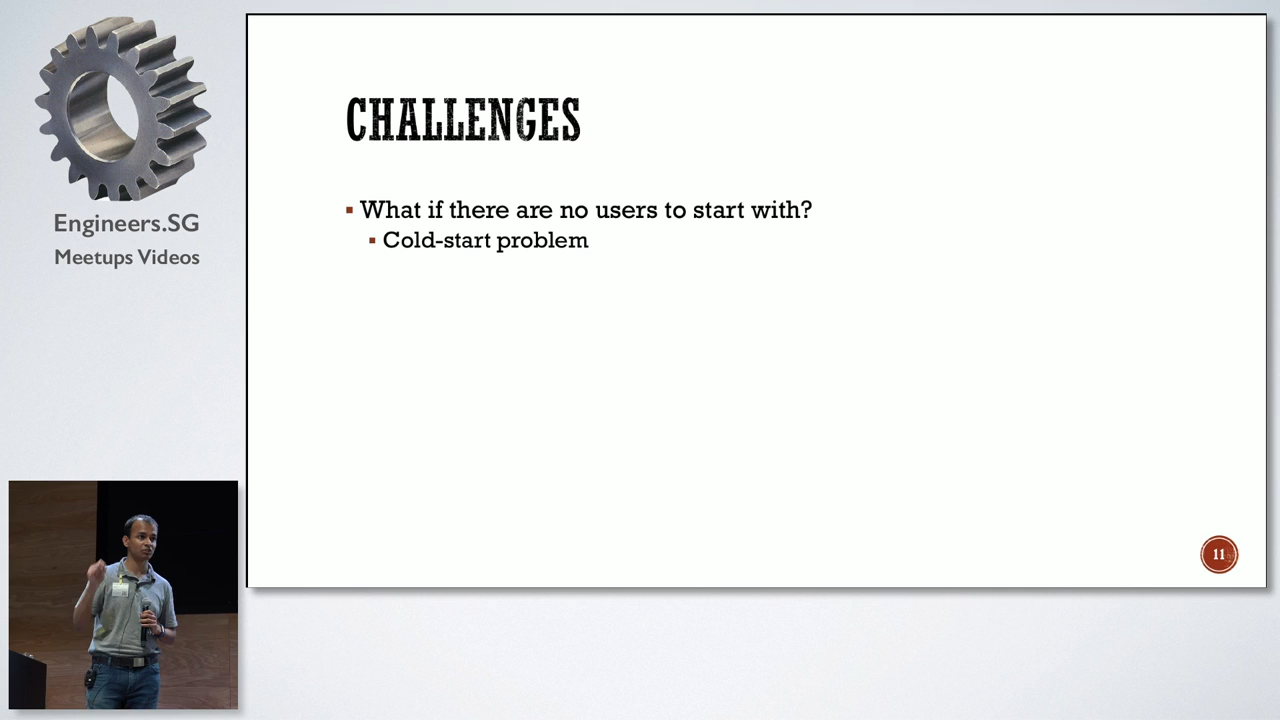 Engineers.SG
Meetups Videos
CHALLENGES
▪ What if there are no users to start with?
▪ Cold-start problem
11